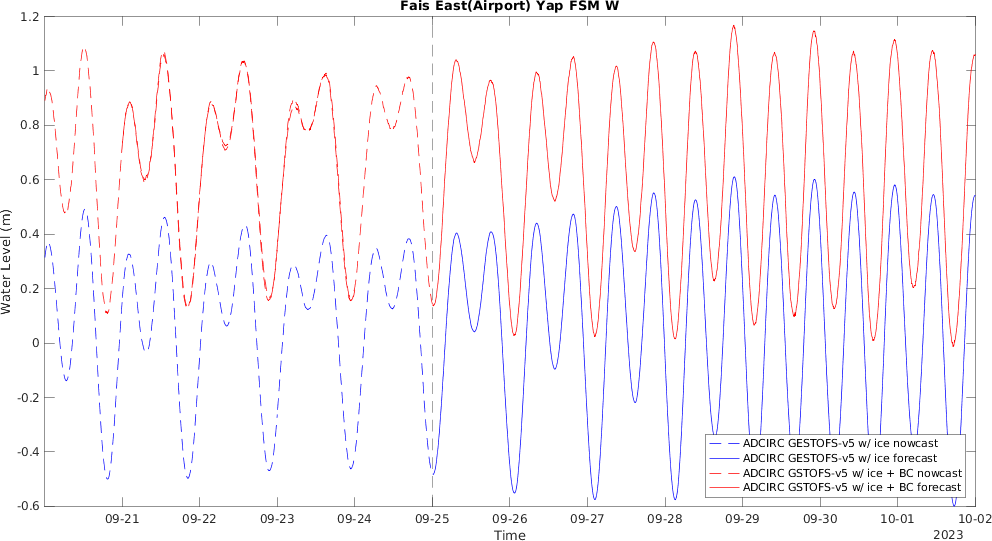 Fais East(Airport) Yap FSM W
1.2
1
0.8
0.6
0.4
0.2
0
-0.2
-0.4
-0.6
Water Level (m)
ADCIRC GESTOFS-v5 w/ ice nowcast
ADCIRC GESTOFS-v5 w/ ice forecast
ADCIRC GSTOFS-v5 w/ ice + BC nowcast
ADCIRC GSTOFS-v5 w/ ice + BC forecast
09-21 09-22 09-23 09-24 09-25 09-26 09-27 09-28 09-29 09-30 10-01 10-02
Time
2023